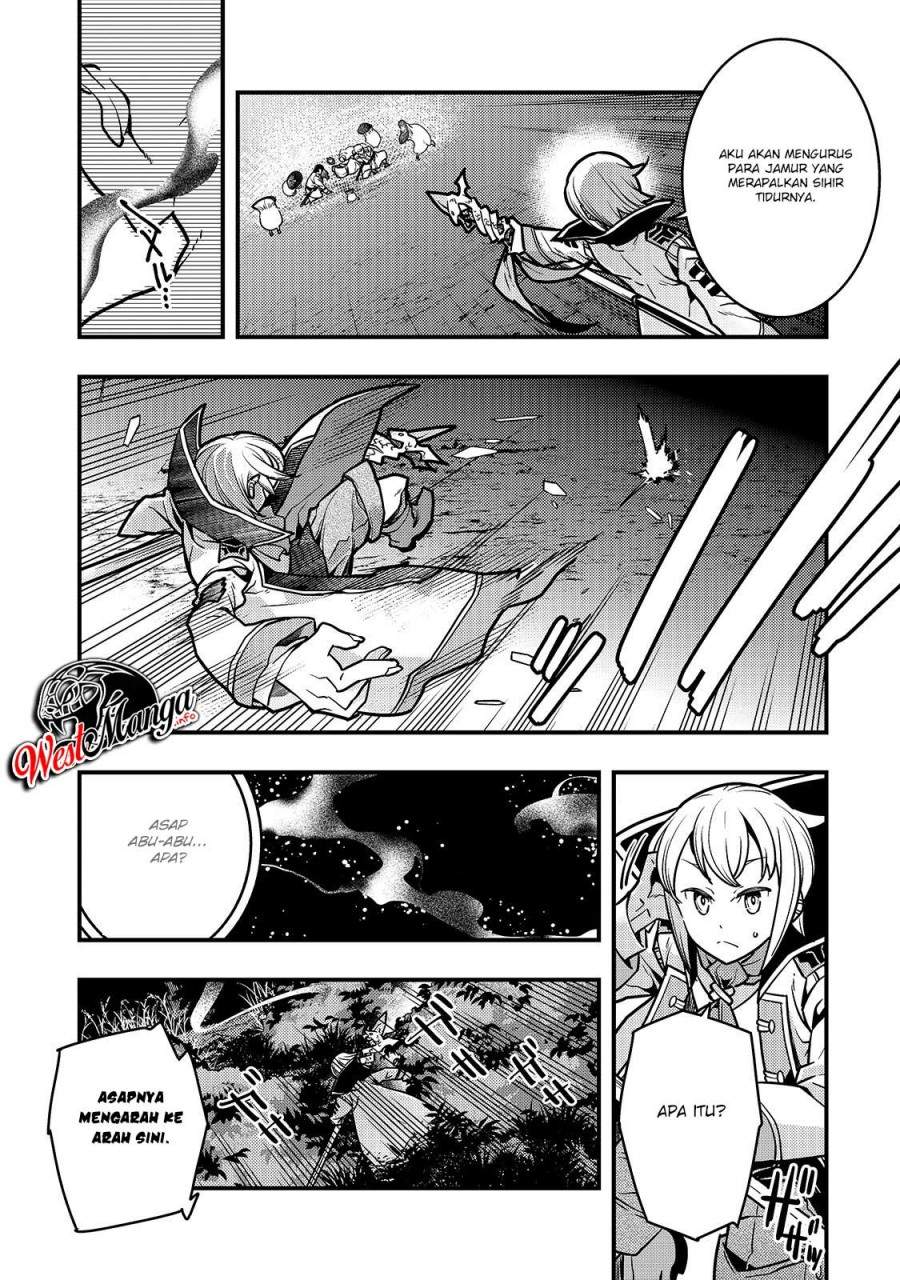 AKU AKAN MENGURUS
PARA JAMUR YANG
MERAPALKAN SIHIR
TIDURNYA.
WestManga
.info
APA ITU?
ASAP
ABU-ABU...
APA?
ASAPNYA
MENGARAH KE
ARAH SINI.